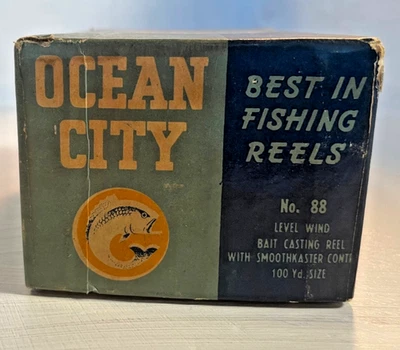 OCEAN
CITY
BEST IN
FISHING
REELS
No. 88
LEVEL WIND
BAIT CASTING REEL
WITH SMOOTHKASTER CONT
100 Yd. SIZE